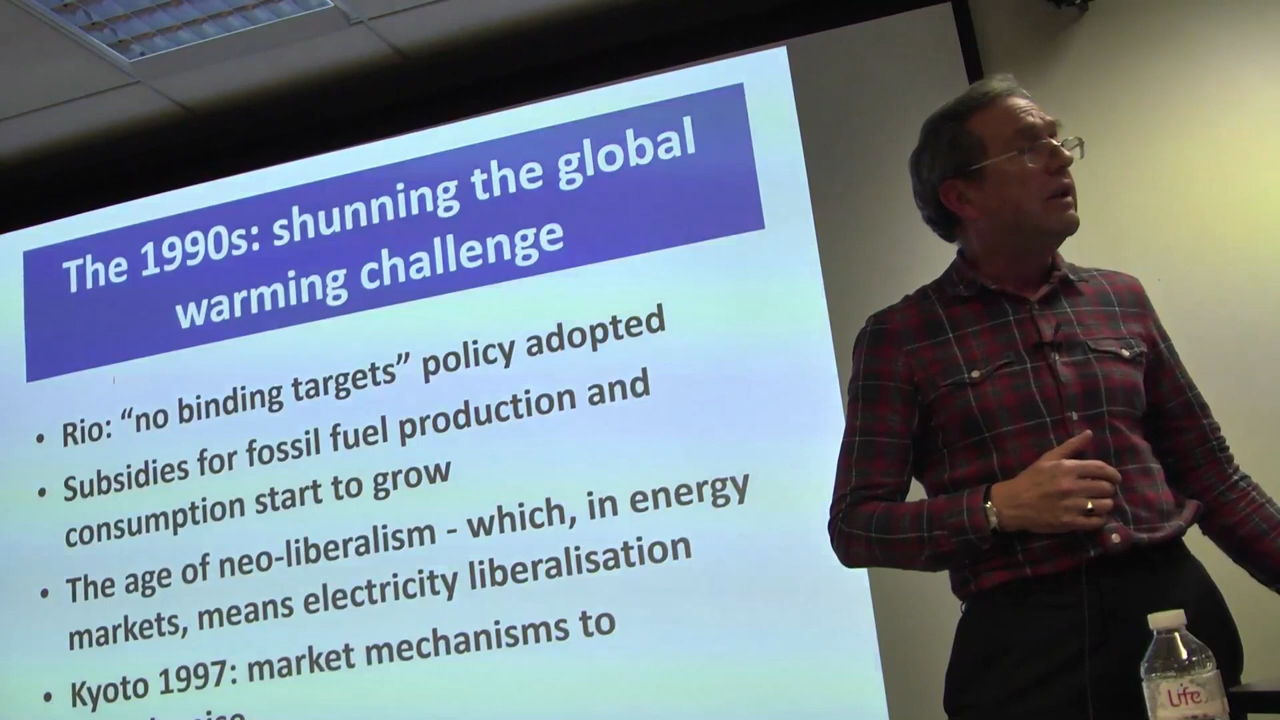 The 1990s: shunning the global
warming challenge
• Rio: “no binding targets” policy adopted
• Subsidies for fossil fuel production and
consumption start to grow
• The age of neo-liberalism - which, in energy
markets, means electricity liberalisation
• Kyoto 1997: market mechanisms to
Life